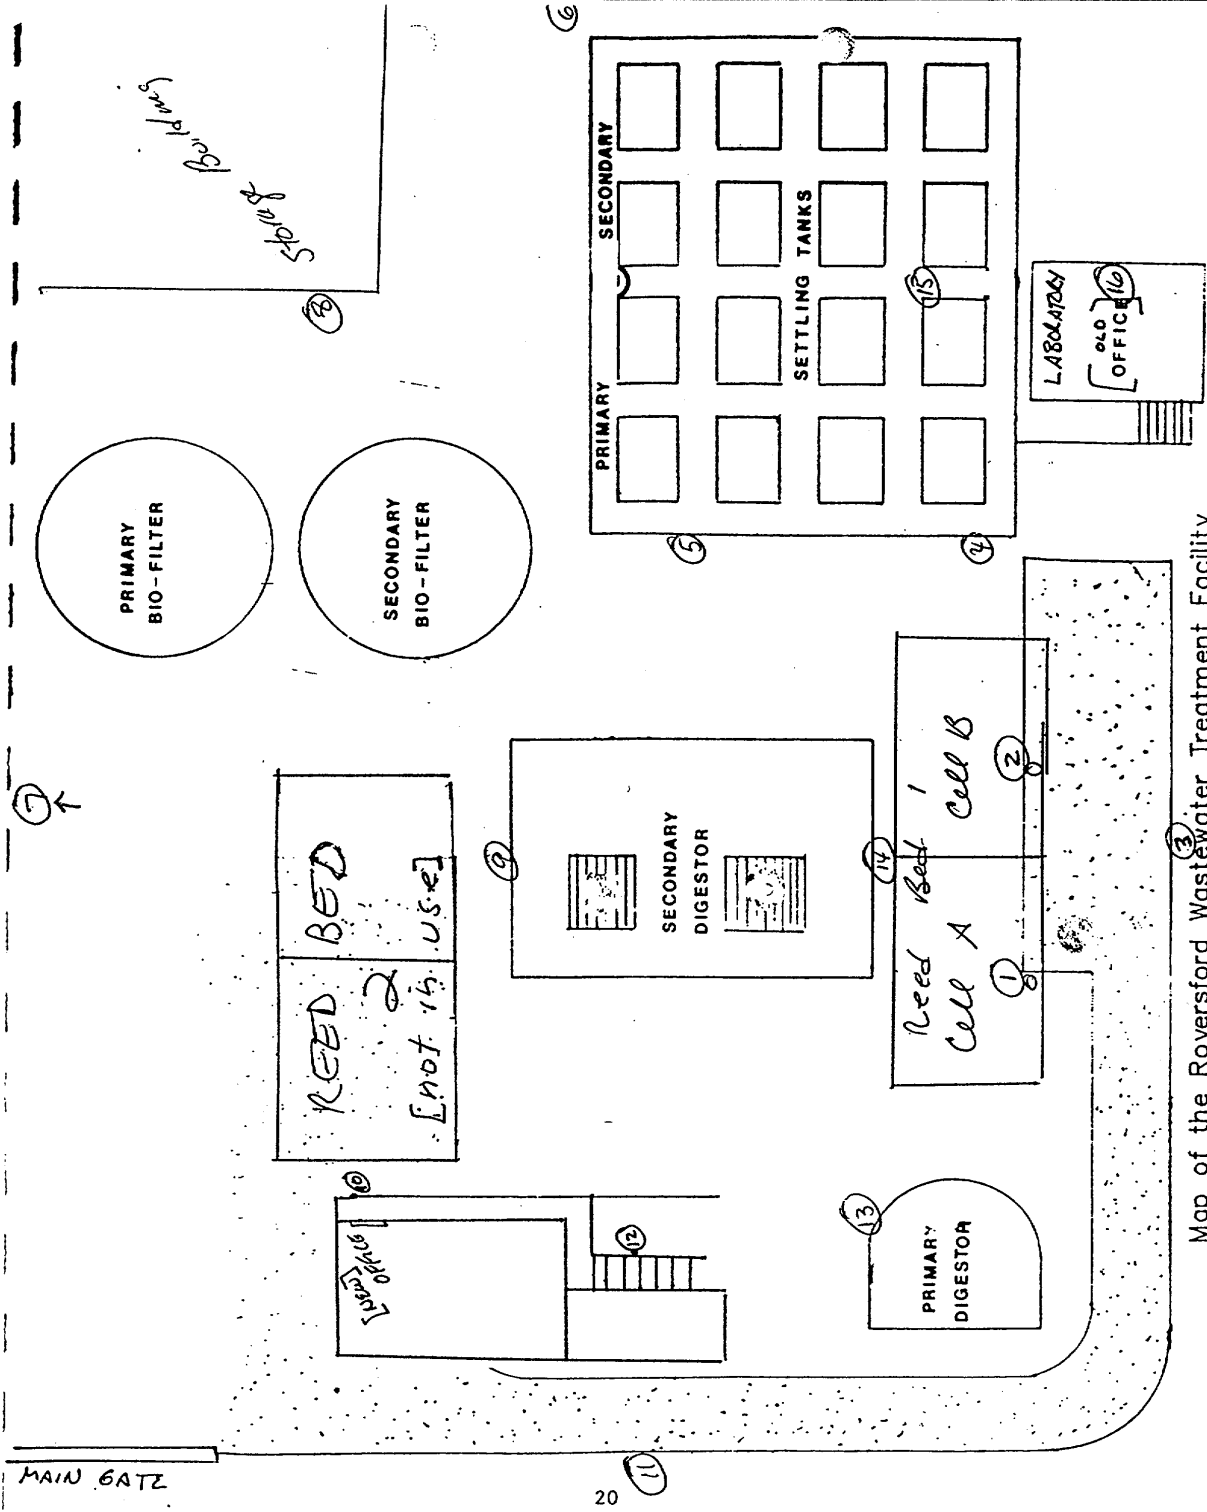 MAIN GATE
7
Storage Building
6
8
PRIMARY
BIO-FILTER
SECONDARY
BIO-FILTER
PRIMARY
SECONDARY
SETTLING TANKS
15
5
4
LABORATORY
[OLD
OFFICE]
16
REED BED
2
[not in use]
9
SECONDARY
DIGESTOR
14
Reed Bed 1
Cell A
Cell B
1
2
3
10
[NEW]
OFFICE
12
11
13
PRIMARY
DIGESTOR
Map of the Royersford Wastewater Treatment Facility
20